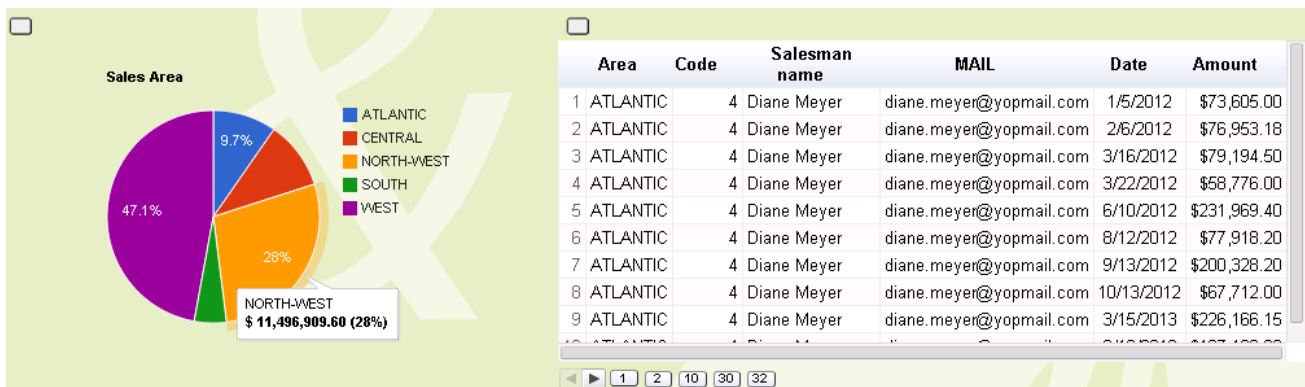 Sales Area
ATLANTIC
CENTRAL
NORTH-WEST
SOUTH
WEST
9.7%
47.1%
28%
NORTH-WEST
$ 11,496,909.60 (28%)
Area Code Salesman name MAIL Date Amount
1 ATLANTIC 4 Diane Meyer diane.meyer@yopmail.com 1/5/2012 $73,605.00
2 ATLANTIC 4 Diane Meyer diane.meyer@yopmail.com 2/6/2012 $76,953.18
3 ATLANTIC 4 Diane Meyer diane.meyer@yopmail.com 3/16/2012 $79,194.50
4 ATLANTIC 4 Diane Meyer diane.meyer@yopmail.com 3/22/2012 $58,776.00
5 ATLANTIC 4 Diane Meyer diane.meyer@yopmail.com 6/10/2012 $231,969.40
6 ATLANTIC 4 Diane Meyer diane.meyer@yopmail.com 8/12/2012 $77,918.20
7 ATLANTIC 4 Diane Meyer diane.meyer@yopmail.com 9/13/2012 $200,328.20
8 ATLANTIC 4 Diane Meyer diane.meyer@yopmail.com 10/13/2012 $67,712.00
9 ATLANTIC 4 Diane Meyer diane.meyer@yopmail.com 3/15/2013 $226,166.15
1 2 10 30 32